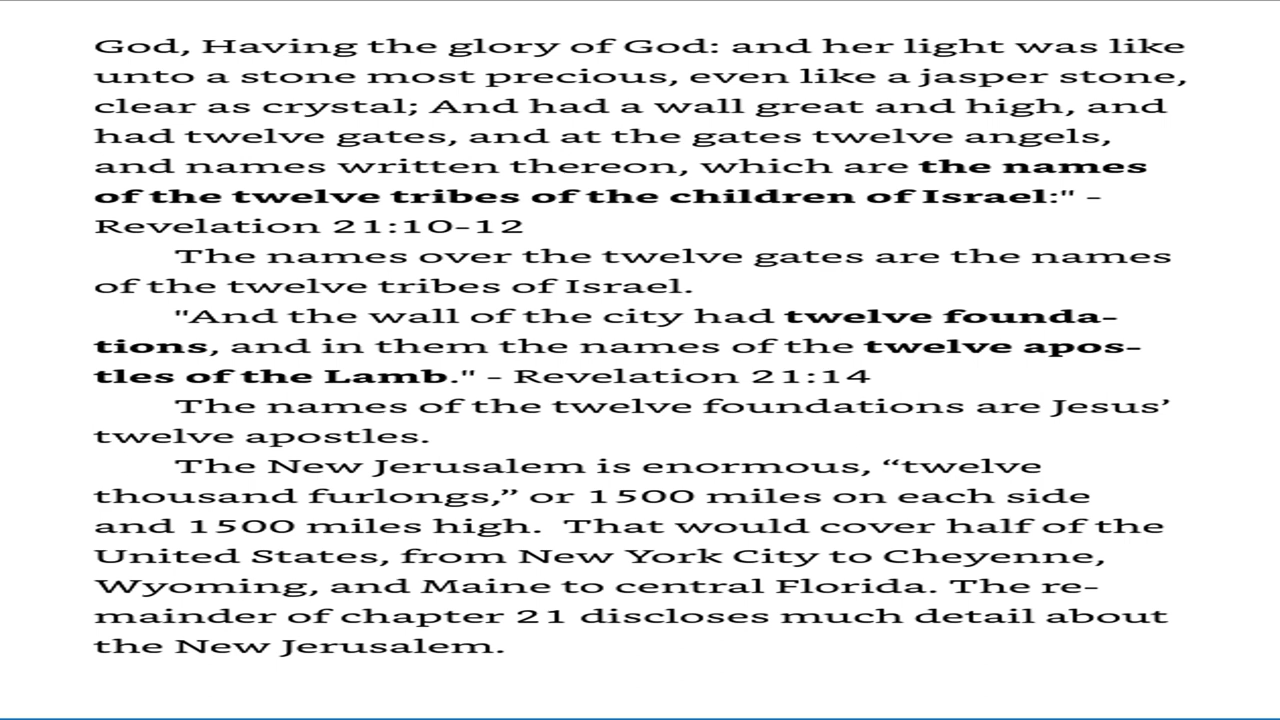 God, Having the glory of God: and her light was like
unto a stone most precious, even like a jasper stone,
clear as crystal; And had a wall great and high, and
had twelve gates, and at the gates twelve angels,
and names written thereon, which are the names
of the twelve tribes of the children of Israel:" -
Revelation 21:10-12
The names over the twelve gates are the names
of the twelve tribes of Israel.
"And the wall of the city had twelve founda-
tions, and in them the names of the twelve apos-
tles of the Lamb." - Revelation 21:14
The names of the twelve foundations are Jesus’
twelve apostles.
The New Jerusalem is enormous, “twelve
thousand furlongs,” or 1500 miles on each side
and 1500 miles high.  That would cover half of the
United States, from New York City to Cheyenne,
Wyoming, and Maine to central Florida. The re-
mainder of chapter 21 discloses much detail about
the New Jerusalem.